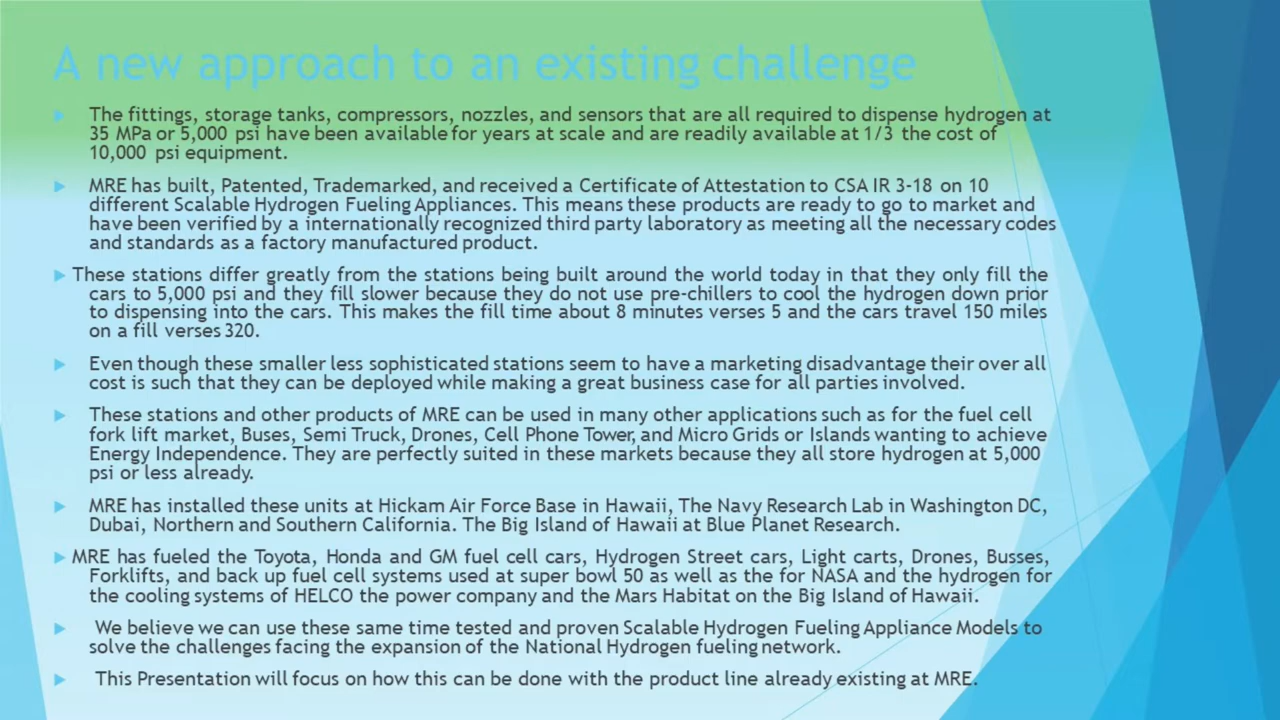 A new approach to an existing challenge
The fittings, storage tanks, compressors, nozzles, and sensors that are all required to dispense hydrogen at
35 MPa or 5,000 psi have been available for years at scale and are readily available at 1/3 the cost of
10,000 psi equipment.
MRE has built, Patented, Trademarked, and received a Certificate of Attestation to CSA IR 3-18 on 10
different Scalable Hydrogen Fueling Appliances. This means these products are ready to go to market and
have been verified by a internationally recognized third party laboratory as meeting all the necessary codes
and standards as a factory manufactured product.
These stations differ greatly from the stations being built around the world today in that they only fill the
cars to 5,000 psi and they fill slower because they do not use pre-chillers to cool the hydrogen down prior
to dispensing into the cars. This makes the fill time about 8 minutes verses 5 and the cars travel 150 miles
on a fill verses 320.
Even though these smaller less sophisticated stations seem to have a marketing disadvantage their over all
cost is such that they can be deployed while making a great business case for all parties involved.
These stations and other products of MRE can be used in many other applications such as for the fuel cell
fork lift market, Buses, Semi Truck, Drones, Cell Phone Tower, and Micro Grids or Islands wanting to achieve
Energy Independence. They are perfectly suited in these markets because they all store hydrogen at 5,000
psi or less already.
MRE has installed these units at Hickam Air Force Base in Hawaii, The Navy Research Lab in Washington DC,
Dubai, Northern and Southern California. The Big Island of Hawaii at Blue Planet Research.
MRE has fueled the Toyota, Honda and GM fuel cell cars, Hydrogen Street cars, Light carts, Drones, Busses,
Forklifts, and back up fuel cell systems used at super bowl 50 as well as the for NASA and the hydrogen for
the cooling systems of HELCO the power company and the Mars Habitat on the Big Island of Hawaii.
We believe we can use these same time tested and proven Scalable Hydrogen Fueling Appliance Models to
solve the challenges facing the expansion of the National Hydrogen fueling network.
This Presentation will focus on how this can be done with the product line already existing at MRE.